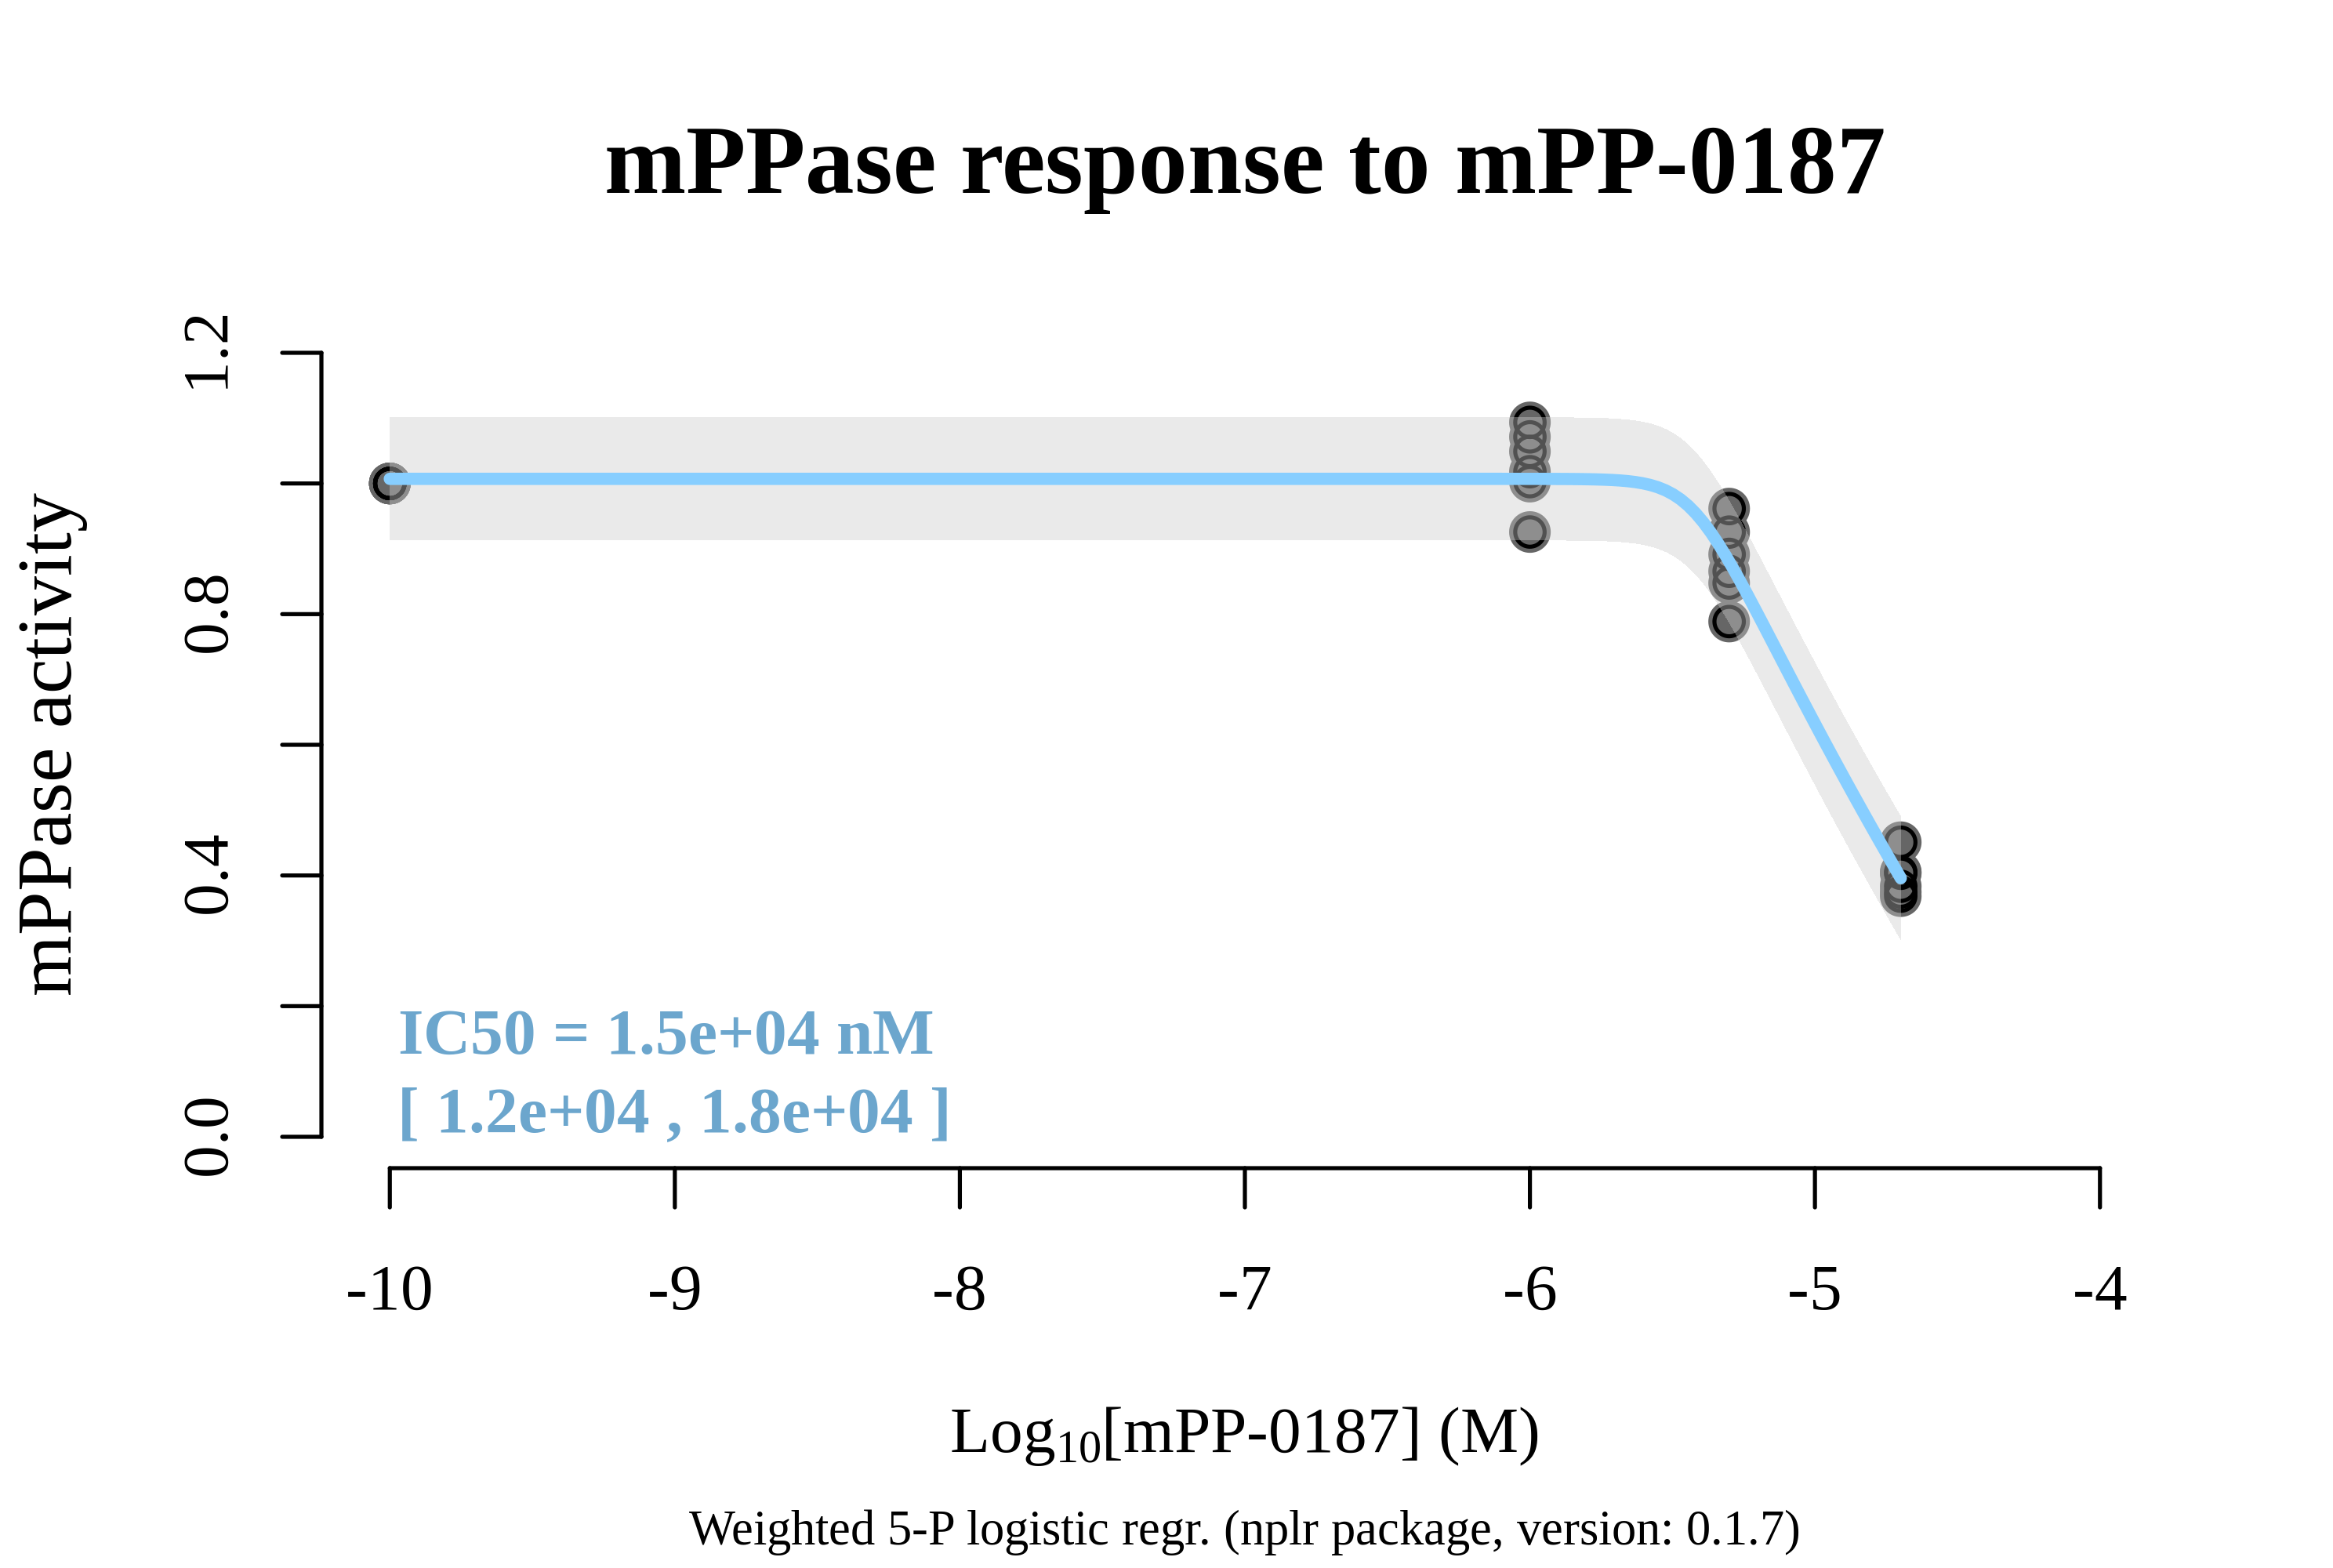 mPPase response to mPP-0187
mPPase activity
1.2
0.8
0.4
0.0
IC50 = 1.5e+04 nM
[ 1.2e+04 , 1.8e+04 ]
-10 -9 -8 -7 -6 -5 -4
Log10[mPP-0187] (M)
Weighted 5-P logistic regr. (nplr package, version: 0.1.7)